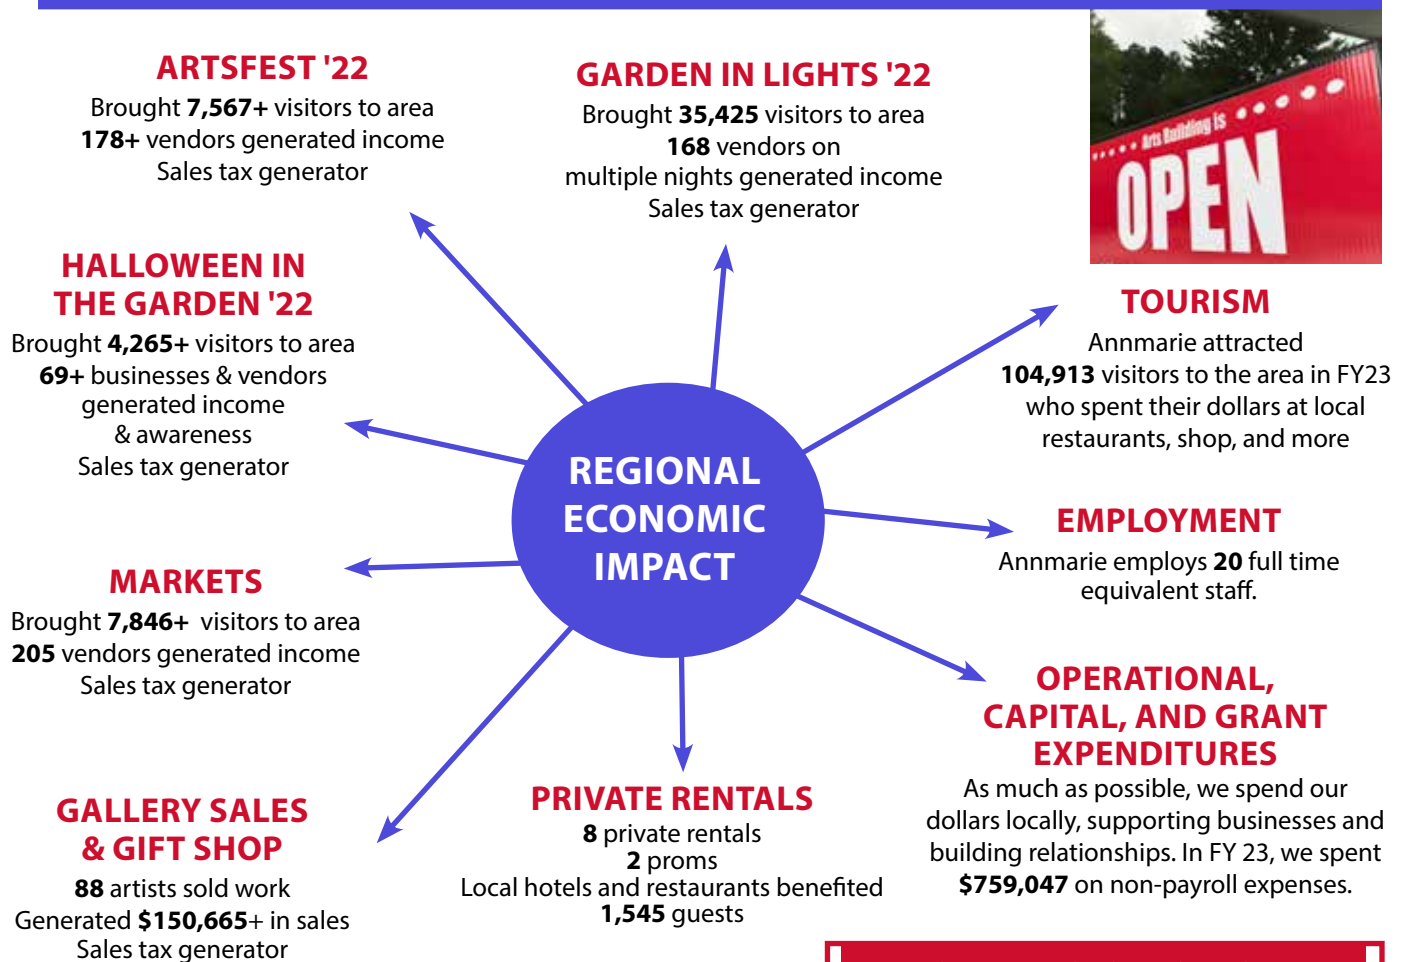 ARTSFEST '22
Brought 7,567+ visitors to area
178+ vendors generated income
Sales tax generator
GARDEN IN LIGHTS '22
Brought 35,425 visitors to area
168 vendors on
multiple nights generated income
Sales tax generator
Arts Building is
OPEN
HALLOWEEN IN
THE GARDEN '22
Brought 4,265+ visitors to area
69+ businesses & vendors
generated income
& awareness
Sales tax generator
TOURISM
Annmarie attracted
104,913 visitors to the area in FY23
who spent their dollars at local
restaurants, shop, and more
REGIONAL
ECONOMIC
IMPACT
EMPLOYMENT
Annmarie employs 20 full time
equivalent staff.
MARKETS
Brought 7,846+ visitors to area
205 vendors generated income
Sales tax generator
OPERATIONAL,
CAPITAL, AND GRANT
EXPENDITURES
As much as possible, we spend our
dollars locally, supporting businesses and
building relationships. In FY 23, we spent
$759,047 on non-payroll expenses.
GALLERY SALES
& GIFT SHOP
88 artists sold work
Generated $150,665+ in sales
Sales tax generator
PRIVATE RENTALS
8 private rentals
2 proms
Local hotels and restaurants benefited
1,545 guests